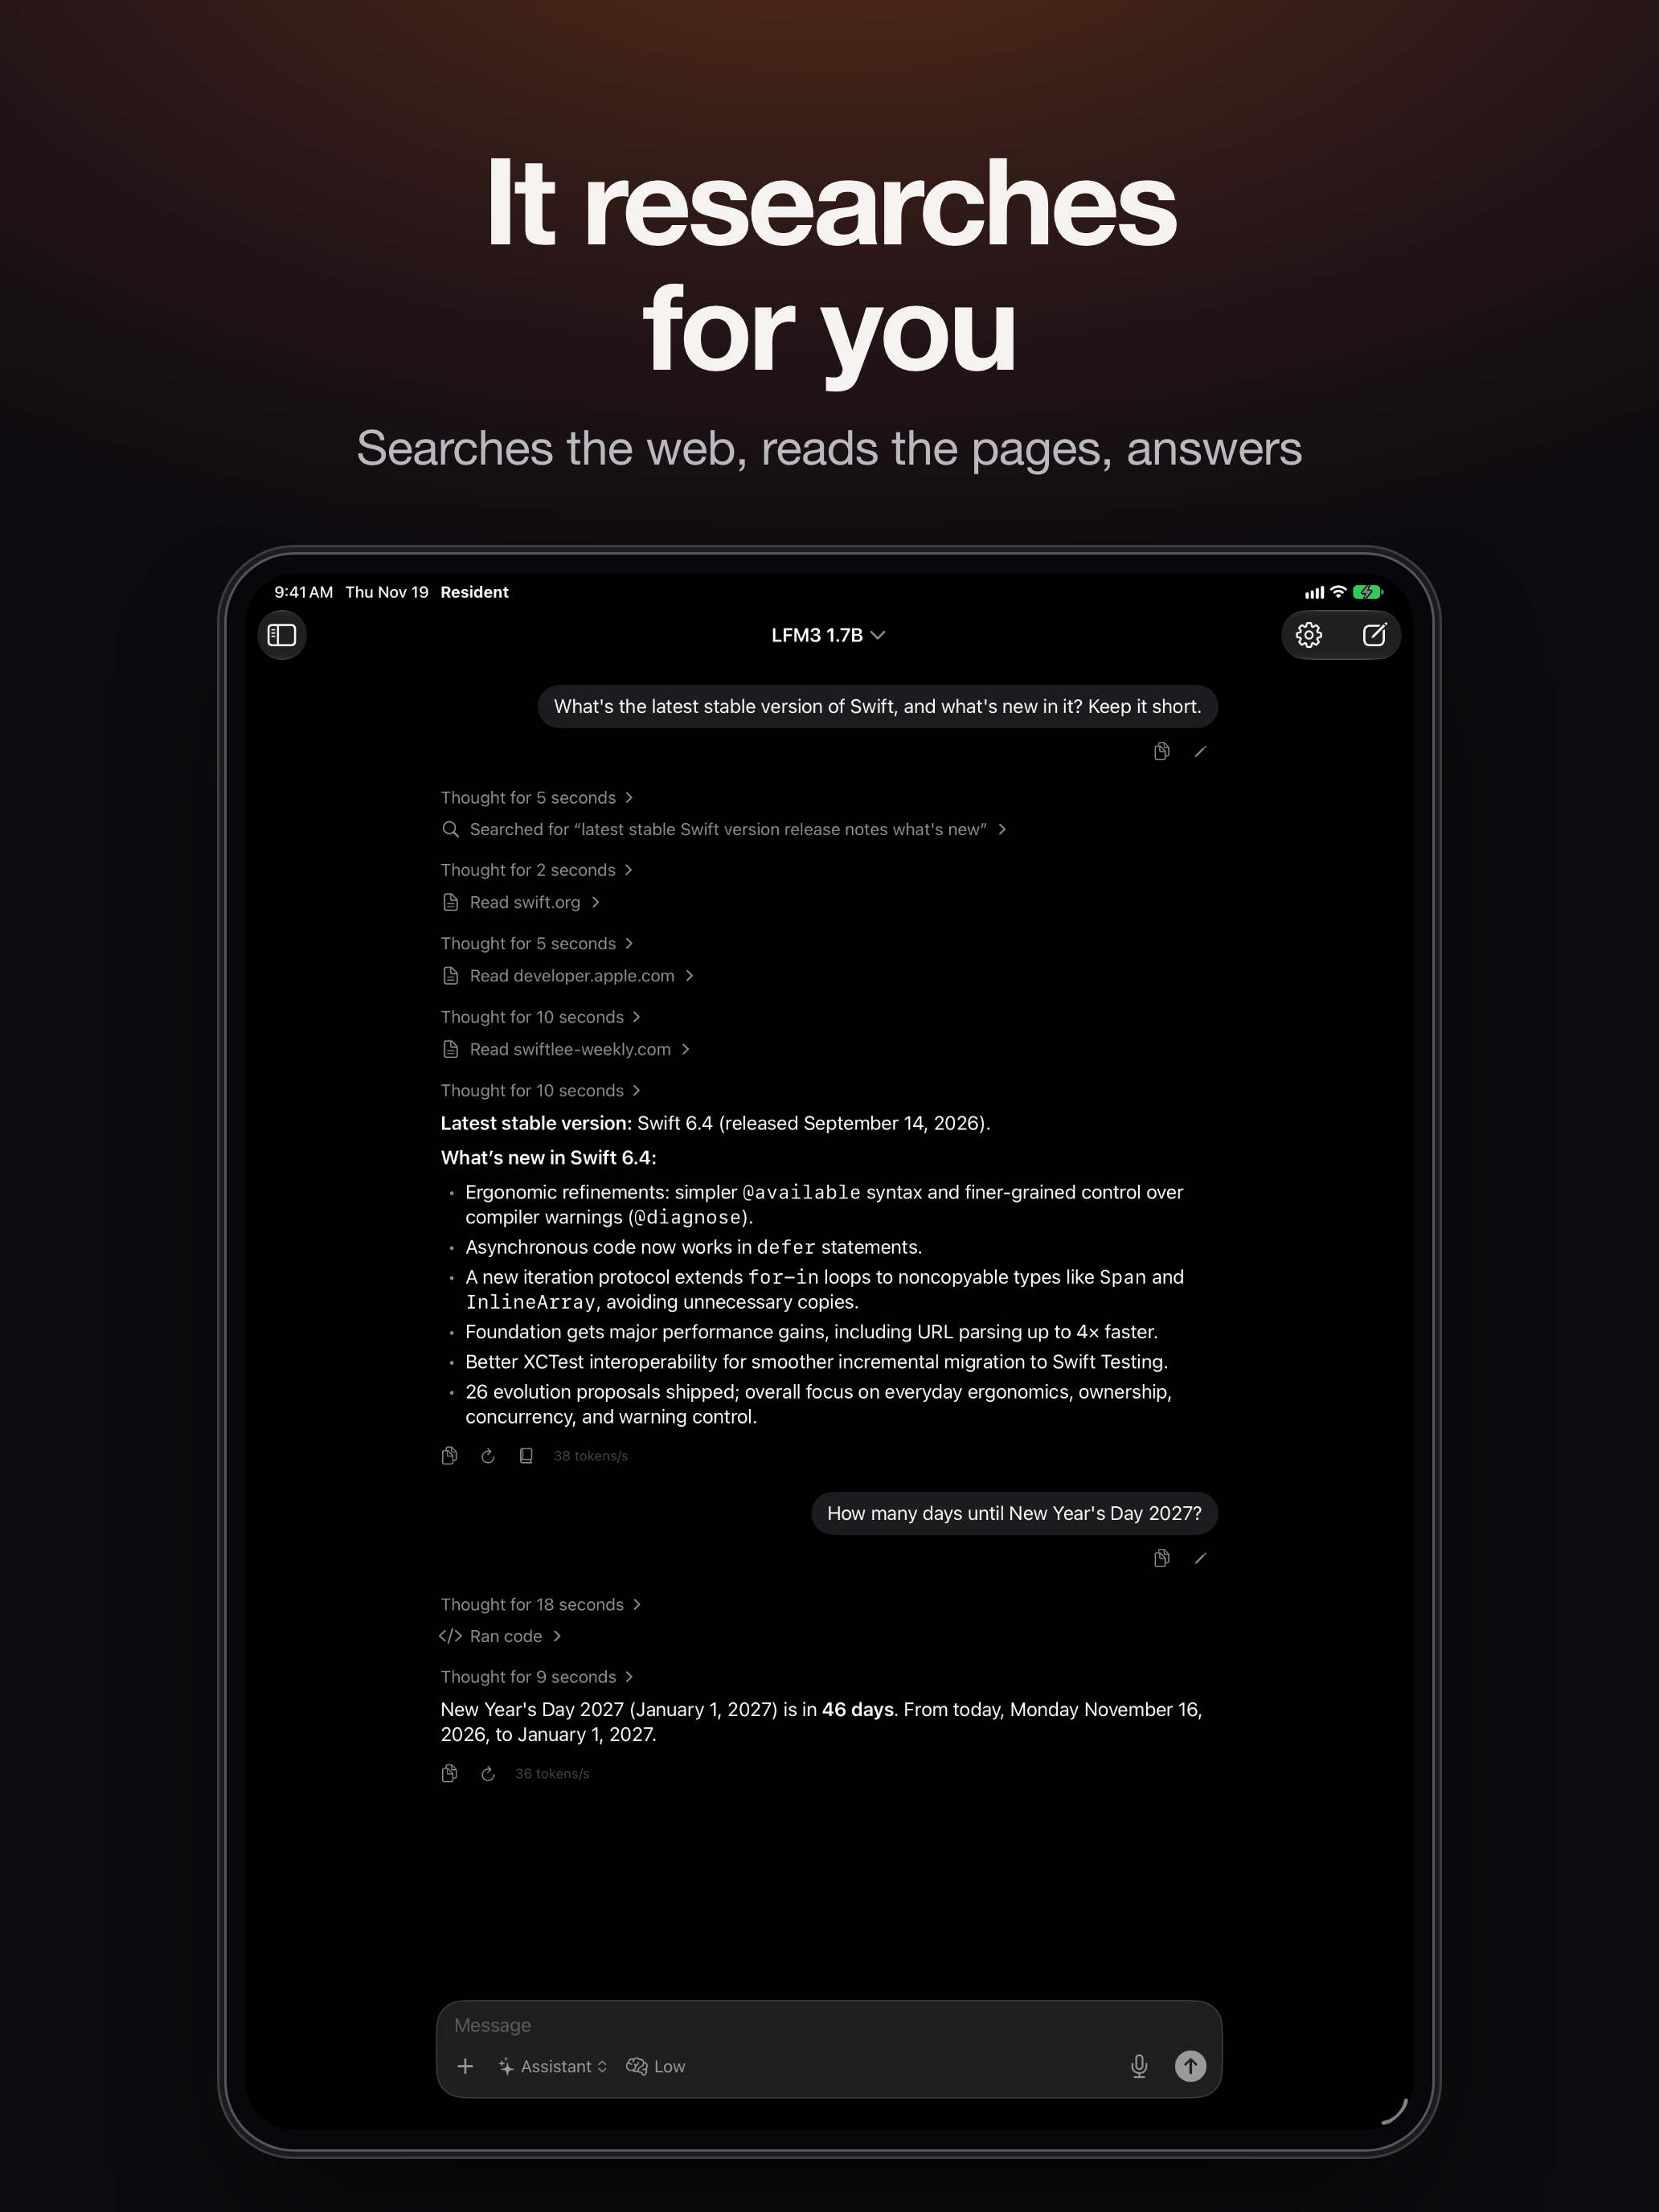 It researches
for you
Searches the web, reads the pages, answers
9:41 AM Thu Nov 19 Resident
LFM3 1.7B
What's the latest stable version of Swift, and what's new in it? Keep it short.
Thought for 5 seconds
Searched for “latest stable Swift version release notes what's new”
Thought for 2 seconds
Read swift.org
Thought for 5 seconds
Read developer.apple.com
Thought for 10 seconds
Read swiftlee-weekly.com
Thought for 10 seconds
Latest stable version: Swift 6.4 (released September 14, 2026).
What’s new in Swift 6.4:
• Ergonomic refinements: simpler @available syntax and finer-grained control over
compiler warnings (@diagnose).
• Asynchronous code now works in defer statements.
• A new iteration protocol extends for-in loops to noncopyable types like Span and
InlineArray, avoiding unnecessary copies.
• Foundation gets major performance gains, including URL parsing up to 4× faster.
• Better XCTest interoperability for smoother incremental migration to Swift Testing.
• 26 evolution proposals shipped; overall focus on everyday ergonomics, ownership,
concurrency, and warning control.
38 tokens/s
How many days until New Year's Day 2027?
Thought for 18 seconds
</> Ran code
Thought for 9 seconds
New Year's Day 2027 (January 1, 2027) is in 46 days. From today, Monday November 16,
2026, to January 1, 2027.
36 tokens/s
Message
Assistant Low